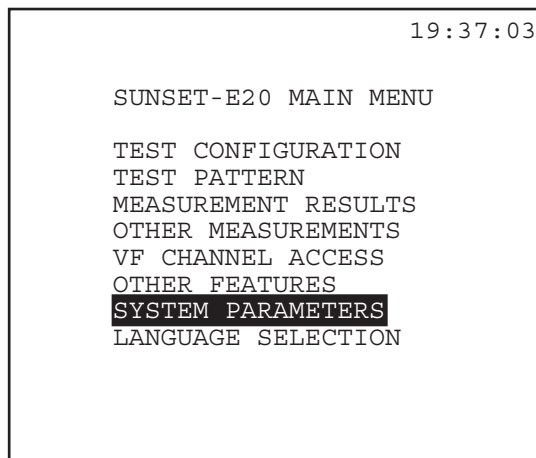 19:37:03
SUNSET-E20 MAIN MENU
TEST CONFIGURATION
TEST PATTERN
MEASUREMENT RESULTS
OTHER MEASUREMENTS
VF CHANNEL ACCESS
OTHER FEATURES
SYSTEM PARAMETERS
LANGUAGE SELECTION